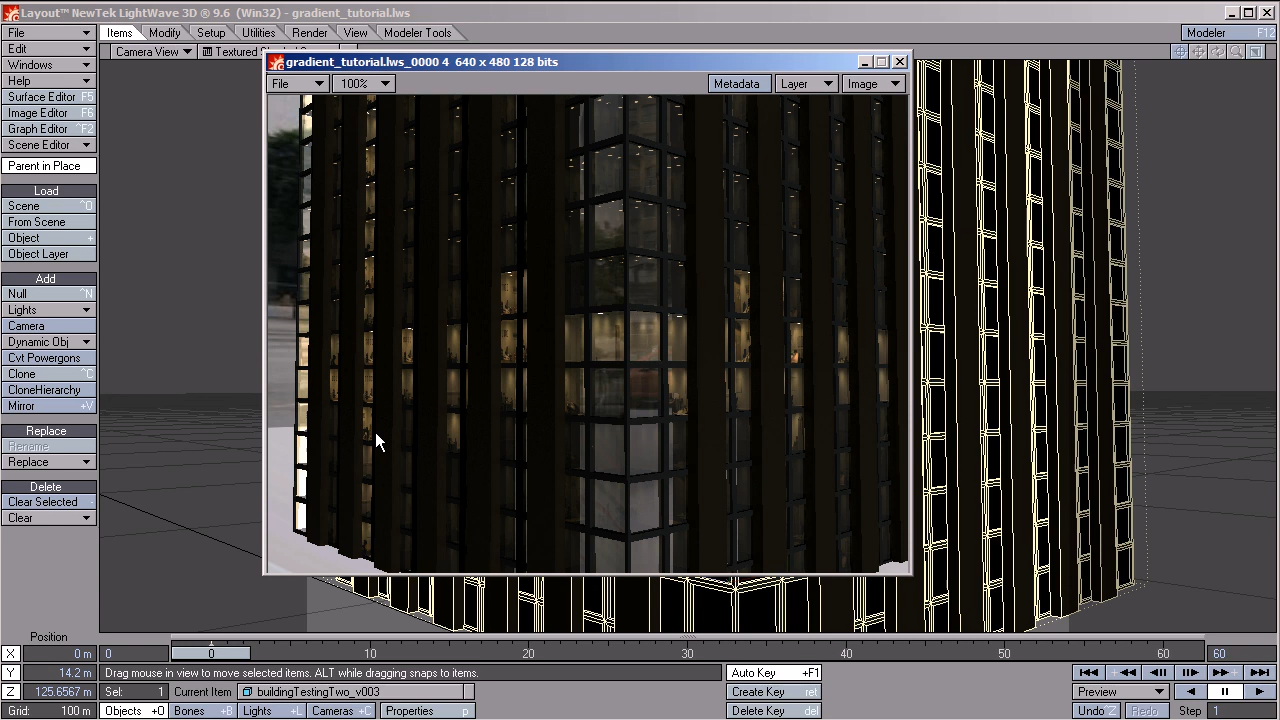 Layout™ NewTek LightWave 3D ® 9.6 (Win32) - gradient_tutorial.lws
File Items Modify Setup Utilities Render View Modeler Tools Modeler F12
Edit Camera View
Windows
Help
Surface Editor F5
Image Editor F6
Graph Editor ^F2
Scene Editor
Parent in Place
Load
Scene ^O
From Scene
Object +
Object Layer
Add
Null ^N
Lights
Camera
Dynamic Obj
Cvt Powergons
Clone ^C
CloneHierarchy
Mirror +V
Replace
Rename
Replace
Delete
Clear Selected -
Clear
gradient_tutorial.lws_0000 4 640 x 480 128 bits
File 100% Metadata Layer Image
Position
X 0 m 0 0 10 20 30 40 50 60 60
Y 14.2 m Drag mouse in view to move selected items. ALT while dragging snaps to items. Auto Key +F1
Z 125.6567 m Sel: 1 Current Item buildingTestingTwo_v003 Create Key ret Preview
Grid: 100 m Objects +O Bones +B Lights +L Cameras +C Properties p Delete Key del Undo ^Z Redo Step 1